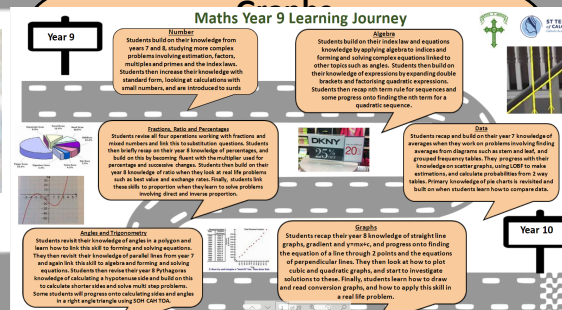 Graphs
Maths Year 9 Learning Journey
Year 9
Number
Students build on their knowledge from
years 7 and 8, studying more complex
problems involving estimation, factors,
multiples and primes and the index laws.
Students then increase their knowledge with
standard form, looking at calculations with
small numbers, and are introduced to surds
Algebra
Students build on their index law and equations
knowledge by applying algebra to indices and
forming and solving complex equations linked to
other topics such as angles. Students then build on
their knowledge of expressions by expanding double
brackets and factorising quadratic expressions.
Students then recap nth term rule for sequences and
some progress onto finding the nth term for a
quadratic sequence.
ST TE
OF CAL
Fractions, Ratio and Percentages
Students revise all four operations working with fractions and
mixed numbers and link this to substitution questions. Students
then briefly recap on their year 8 knowledge of percentages, and
build on this by becoming fluent with the multiplier used for
percentage and successive changes. Students then build on their
year 8 knowledge of ratio when they look at real life problems
such as best value and exchange rates. Finally, students link
these skills to proportion when they learn to solve problems
involving direct and inverse proportion.
DKNY
25%
20
Data
Students recap and build on their year 7 knowledge of
averages when they work on problems involving finding
averages from diagrams such as stem and leaf, and
grouped frequency tables. They progress with their
knowledge on scatter graphs, using LOBF to make
estimations, and calculate probabilities from 2 way
tables. Primary knowledge of pie charts is revisited and
built on when students learn how to compare data.
Angles and Trigonometry
Students revisit their knowledge of angles in a polygon and
learn how to link this skill to forming and solving equations.
They then revisit their knowledge of parallel lines from year 7
and again link this skill to algebra and forming and solving
equations. Students then revise their year 8 Pythagoras
knowledge of calculating a hypotenuse side and build on this
to calculate shorter sides and solve multi step problems.
Some students will progress onto calculating sides and angles
in a right angle triangle using SOH CAH TOA.
Graphs
Students recap their year 8 knowledge of straight line
graphs, gradient and y=mx+c, and progress onto finding
the equation of a line through 2 points and the equations
of perpendicular lines. They then look at how to plot
cubic and quadratic graphs, and start to investigate
solutions to these. Finally, students learn how to draw
and read conversion graphs, and how to apply this skill in
a real life problem.
Year 10